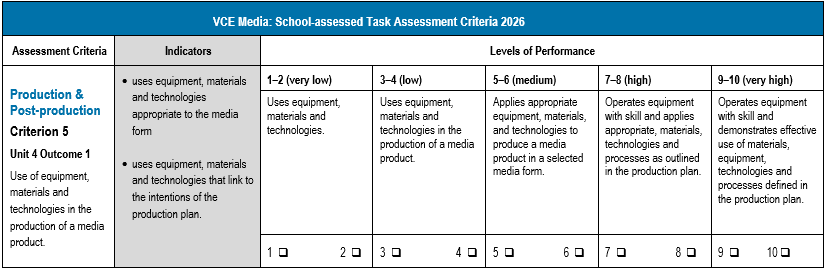 VCE Media: School-assessed Task Assessment Criteria 2026
Assessment Criteria
Indicators
Levels of Performance
Production &
Post-production
Criterion 5
Unit 4 Outcome 1
Use of equipment,
materials and
technologies in the
production of a media
product.
• uses equipment, materials
and technologies
appropriate to the media
form
• uses equipment, materials
and technologies that link to
the intentions of the
production plan.
1–2 (very low)
Uses equipment,
materials and
technologies.
1 ❑ 2 ❑
3–4 (low)
Uses equipment,
materials and
technologies in the
production of a media
product.
3 ❑ 4 ❑
5–6 (medium)
Applies appropriate
equipment, materials,
and technologies to
produce a media
product in a selected
media form.
5 ❑ 6 ❑
7–8 (high)
Operates equipment
with skill and applies
appropriate, materials,
technologies and
processes as outlined
in the production plan.
7 ❑ 8 ❑
9–10 (very high)
Operates equipment
with skill and
demonstrates effective
use of materials,
equipment,
technologies and
processes defined in
the production plan.
9 ❑ 10 ❑